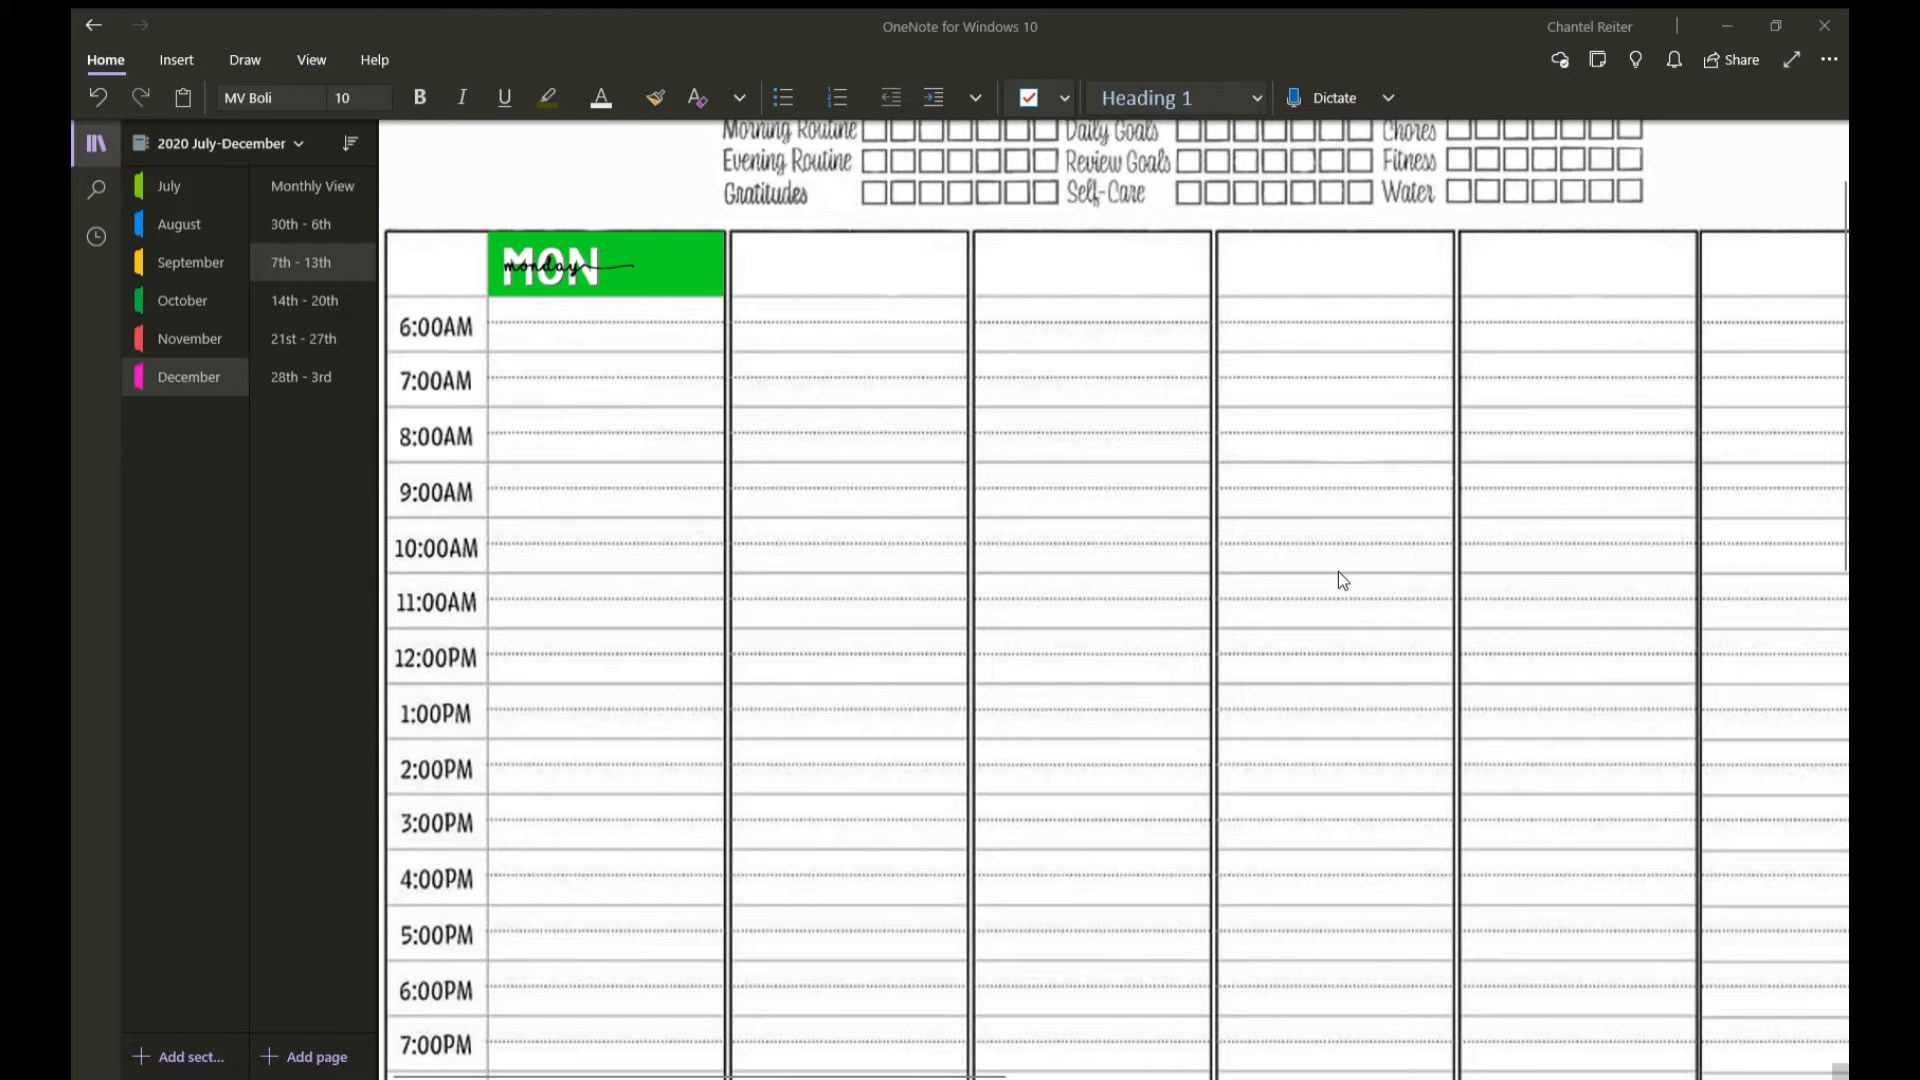 OneNote for Windows 10
Chantel Reiter
Home Insert Draw View Help
Share
MV Boli 10 B I U A A Heading 1 Dictate
2020 July-December
July
August
September
October
November
December
Monthly View
30th - 6th
7th - 13th
14th - 20th
21st - 27th
28th - 3rd
Add sect...
Add page
Morning Routine Daily Goals Chores
Evening Routine Review Goals Fitness
Gratitudes Self-Care Water
MON
monday
6:00AM
7:00AM
8:00AM
9:00AM
10:00AM
11:00AM
12:00PM
1:00PM
2:00PM
3:00PM
4:00PM
5:00PM
6:00PM
7:00PM